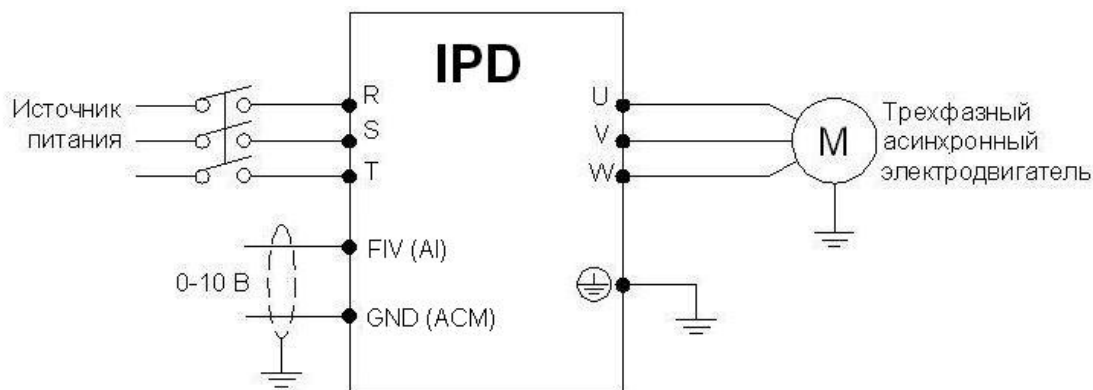 IPD
Источник
питания
R
S
T
U
V
W
M
Трехфазный
асинхронный
электродвигатель
FIV (AI)
0-10 В
GND (ACM)